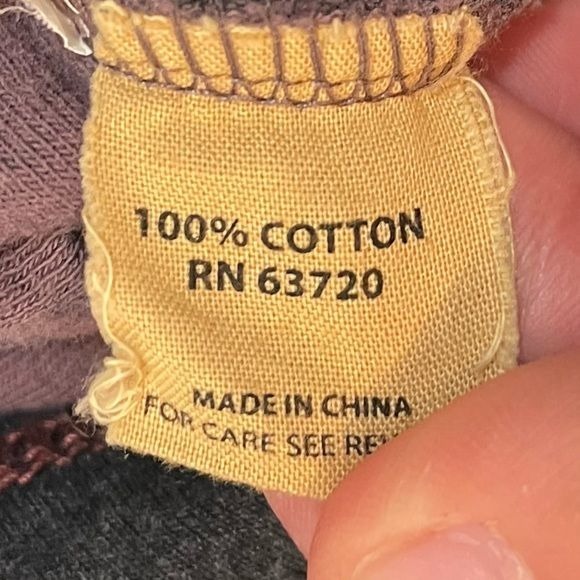 100% COTTON
RN 63720
MADE IN CHINA
FOR CARE SEE